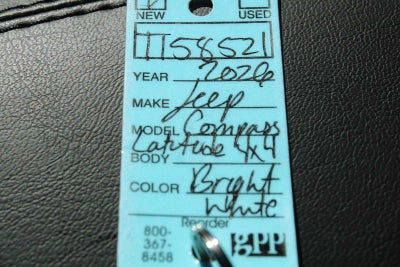 NEW USED
TT58521
YEAR 2026
MAKE Jeep
MODEL Compass
Latitude 4x4
BODY
COLOR Bright
White
Reorder
800-
367-
8458
gpp